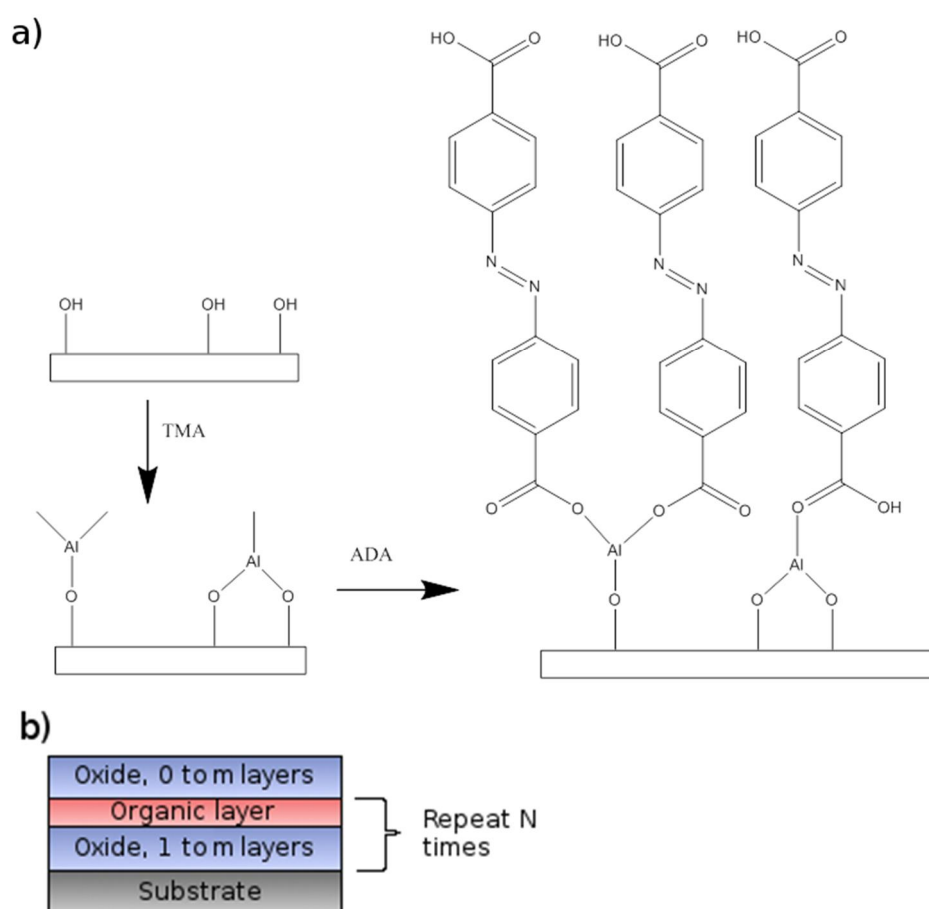 a)
HO O HO O HO O
N N N N N N
OH OH OH
TMA
O O O O O OH
Al Al
ADA
Al Al
O O O
O O O
b)
Oxide, 0 to m layers
Organic layer
Oxide, 1 to m layers
Substrate
Repeat N
times